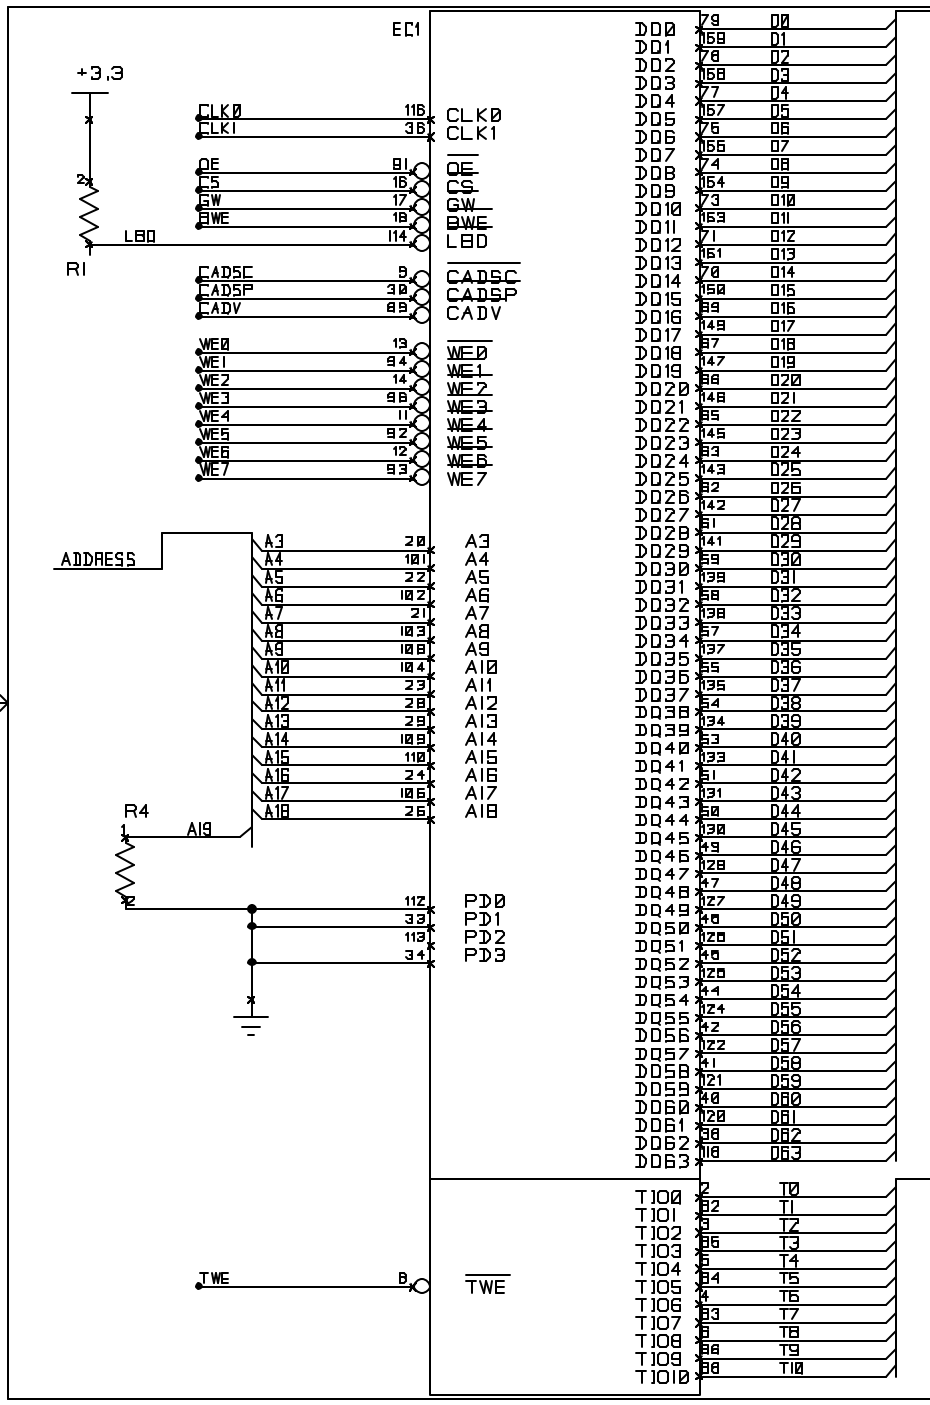 EC1
+3,3
2
R1
LBO
CLK0 116 CLK0
CLK1 36 CLK1
OE 91 OE
CS 16 CS
GW 17 GW
BWE 18 BWE
114 LBO
CADSC 9 CADSC
CADSP 30 CADSP
CADV 89 CADV
WE0 13 WE0
WE1 94 WE1
WE2 14 WE2
WE3 WE3
WE4 11 WE4
WE5 92 WE5
WE6 12 WE6
WE7 93 WE7
ADDRESS
A3 20 A3
A4 101 A4
A5 22 A5
A6 102 A6
A7 21 A7
A8 103 A8
A9 108 A9
A10 104 A10
A11 23 A11
A12 28 A12
A13 29 A13
A14 109 A14
A15 110 A15
A16 24 A16
A17 106 A17
A18 26 A18
R4
1
A19
2
112 PD0
33 PD1
113 PD2
34 PD3
TWE 8 TWE
DQ0 79 D0
DQ1 159 D1
DQ2 78 D2
DQ3 158 D3
DQ4 77 D4
DQ5 157 D5
DQ6 76 D6
DQ7 155 D7
DQ8 74 D8
DQ9 154 D9
DQ10 73 D10
DQ11 153 D11
DQ12 71 D12
DQ13 151 D13
DQ14 70 D14
DQ15 150 D15
DQ16 69 D16
DQ17 149 D17
DQ18 67 D18
DQ19 147 D19
DQ20 66 D20
DQ21 146 D21
DQ22 65 D22
DQ23 145 D23
DQ24 63 D24
DQ25 143 D25
DQ26 62 D26
DQ27 142 D27
DQ28 61 D28
DQ29 141 D29
DQ30 59 D30
DQ31 139 D31
DQ32 58 D32
DQ33 138 D33
DQ34 57 D34
DQ35 137 D35
DQ36 55 D36
DQ37 135 D37
DQ38 54 D38
DQ39 134 D39
DQ40 53 D40
DQ41 133 D41
DQ42 51 D42
DQ43 131 D43
DQ44 50 D44
DQ45 130 D45
DQ46 49 D46
DQ47 128 D47
DQ48 47 D48
DQ49 127 D49
DQ50 46 D50
DQ51 D51
DQ52 D52
DQ53 D53
DQ54 44 D54
DQ55 124 D55
DQ56 42 D56
DQ57 122 D57
DQ58 41 D58
DQ59 121 D59
DQ60 40 D60
DQ61 120 D61
DQ62 38 D62
DQ63 118 D63
TIO0 2 T0
TIO1 82 T1
TIO2 3 T2
TIO3 T3
TIO4 5 T4
TIO5 84 T5
TIO6 4 T6
TIO7 83 T7
TIO8 T8
TIO9 86 T9
TIO10 T10